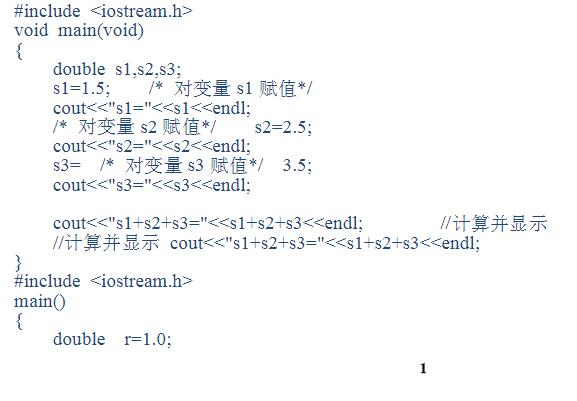 #include <iostream.h>
void main(void)
{
double s1,s2,s3;
s1=1.5; /* 对变量 s1 赋值*/
cout<<"s1="<<s1<<endl;
/* 对变量 s2 赋值*/ s2=2.5;
cout<<"s2="<<s2<<endl;
s3= /* 对变量 s3 赋值*/ 3.5;
cout<<"s3="<<s3<<endl;
cout<<"s1+s2+s3="<<s1+s2+s3<<endl; //计算并显示
//计算并显示 cout<<"s1+s2+s3="<<s1+s2+s3<<endl;
}
#include <iostream.h>
main()
{
double r=1.0;
1